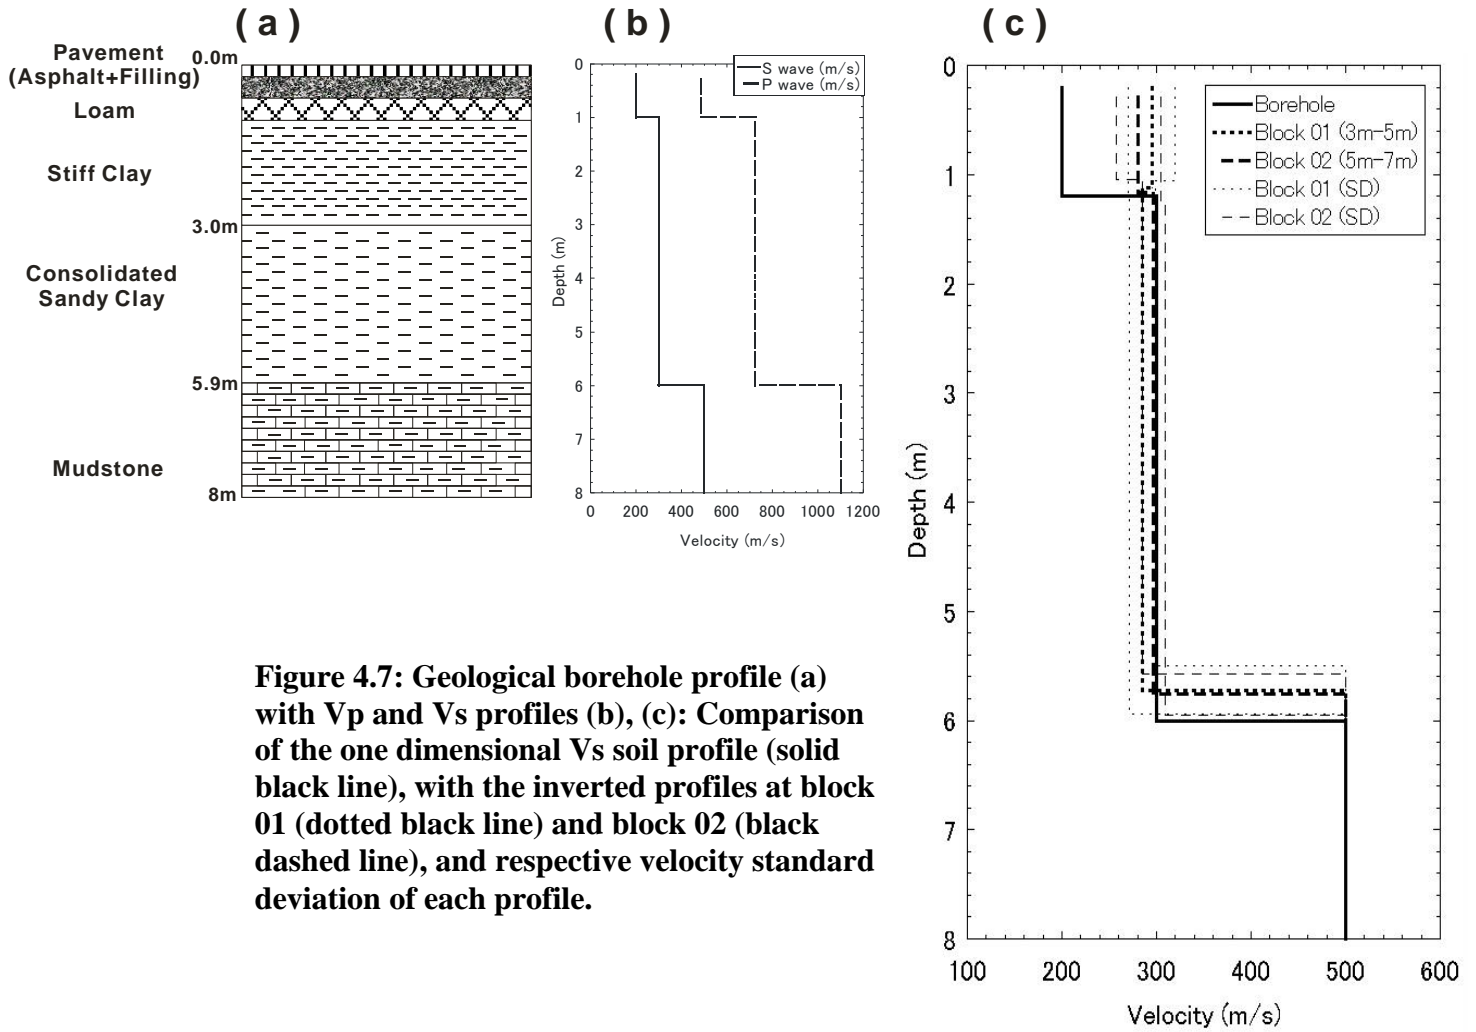 ( a )
( b )
( c )
Pavement
(Asphalt+Filling)
Loam
Stiff Clay
Consolidated
Sandy Clay
Mudstone
0.0m
3.0m
5.9m
8m
S wave (m/s)
P wave (m/s)
0
1
2
3
4
5
6
7
8
Depth (m)
0 200 400 600 800 1000 1200
Velocity (m/s)
Borehole
Block 01 (3m-5m)
Block 02 (5m-7m)
Block 01 (SD)
Block 02 (SD)
0
1
2
3
4
5
6
7
8
Depth (m)
100 200 300 400 500 600
Velocity (m/s)
Figure 4.7: Geological borehole profile (a)
with Vp and Vs profiles (b), (c): Comparison
of the one dimensional Vs soil profile (solid
black line), with the inverted profiles at block
01 (dotted black line) and block 02 (black
dashed line), and respective velocity standard
deviation of each profile.